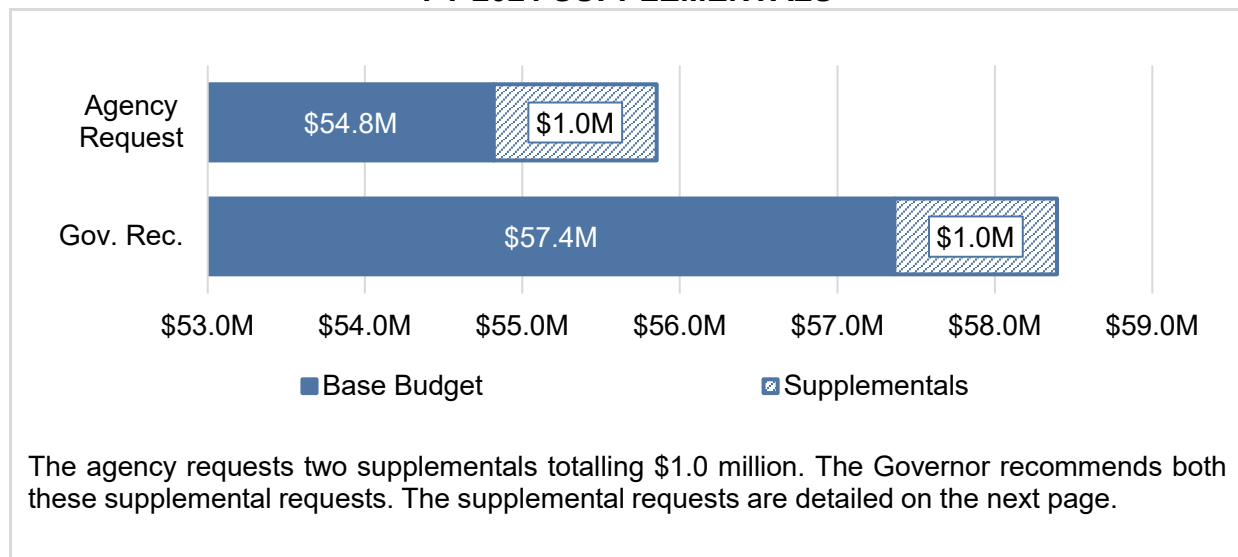 Agency
Request
$54.8M
$1.0M
Gov. Rec.
$57.4M
$1.0M
$53.0M $54.0M $55.0M $56.0M $57.0M $58.0M $59.0M
Base Budget Supplementals
The agency requests two supplementals totalling $1.0 million. The Governor recommends both
these supplemental requests. The supplemental requests are detailed on the next page.